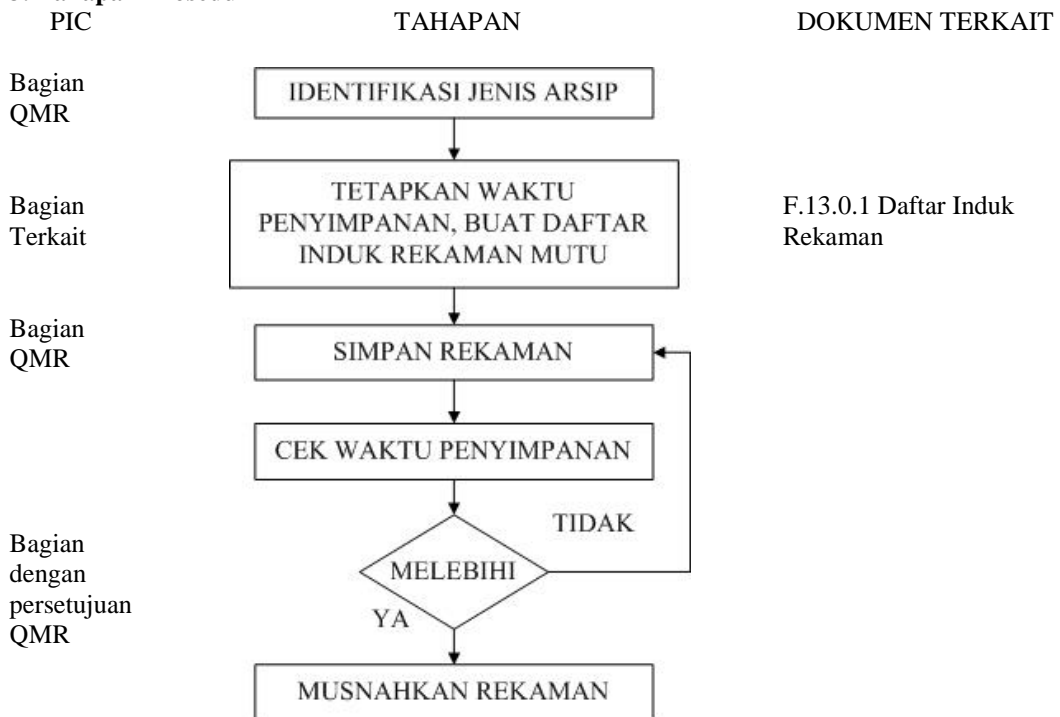 PIC
TAHAPAN
DOKUMEN TERKAIT
Bagian
QMR
IDENTIFIKASI JENIS ARSIP
Bagian
Terkait
TETAPKAN WAKTU
PENYIMPANAN, BUAT DAFTAR
INDUK REKAMAN MUTU
F.13.0.1 Daftar Induk
Rekaman
Bagian
QMR
SIMPAN REKAMAN
CEK WAKTU PENYIMPANAN
TIDAK
Bagian
dengan
persetujuan
QMR
MELEBIHI
YA
MUSNAHKAN REKAMAN